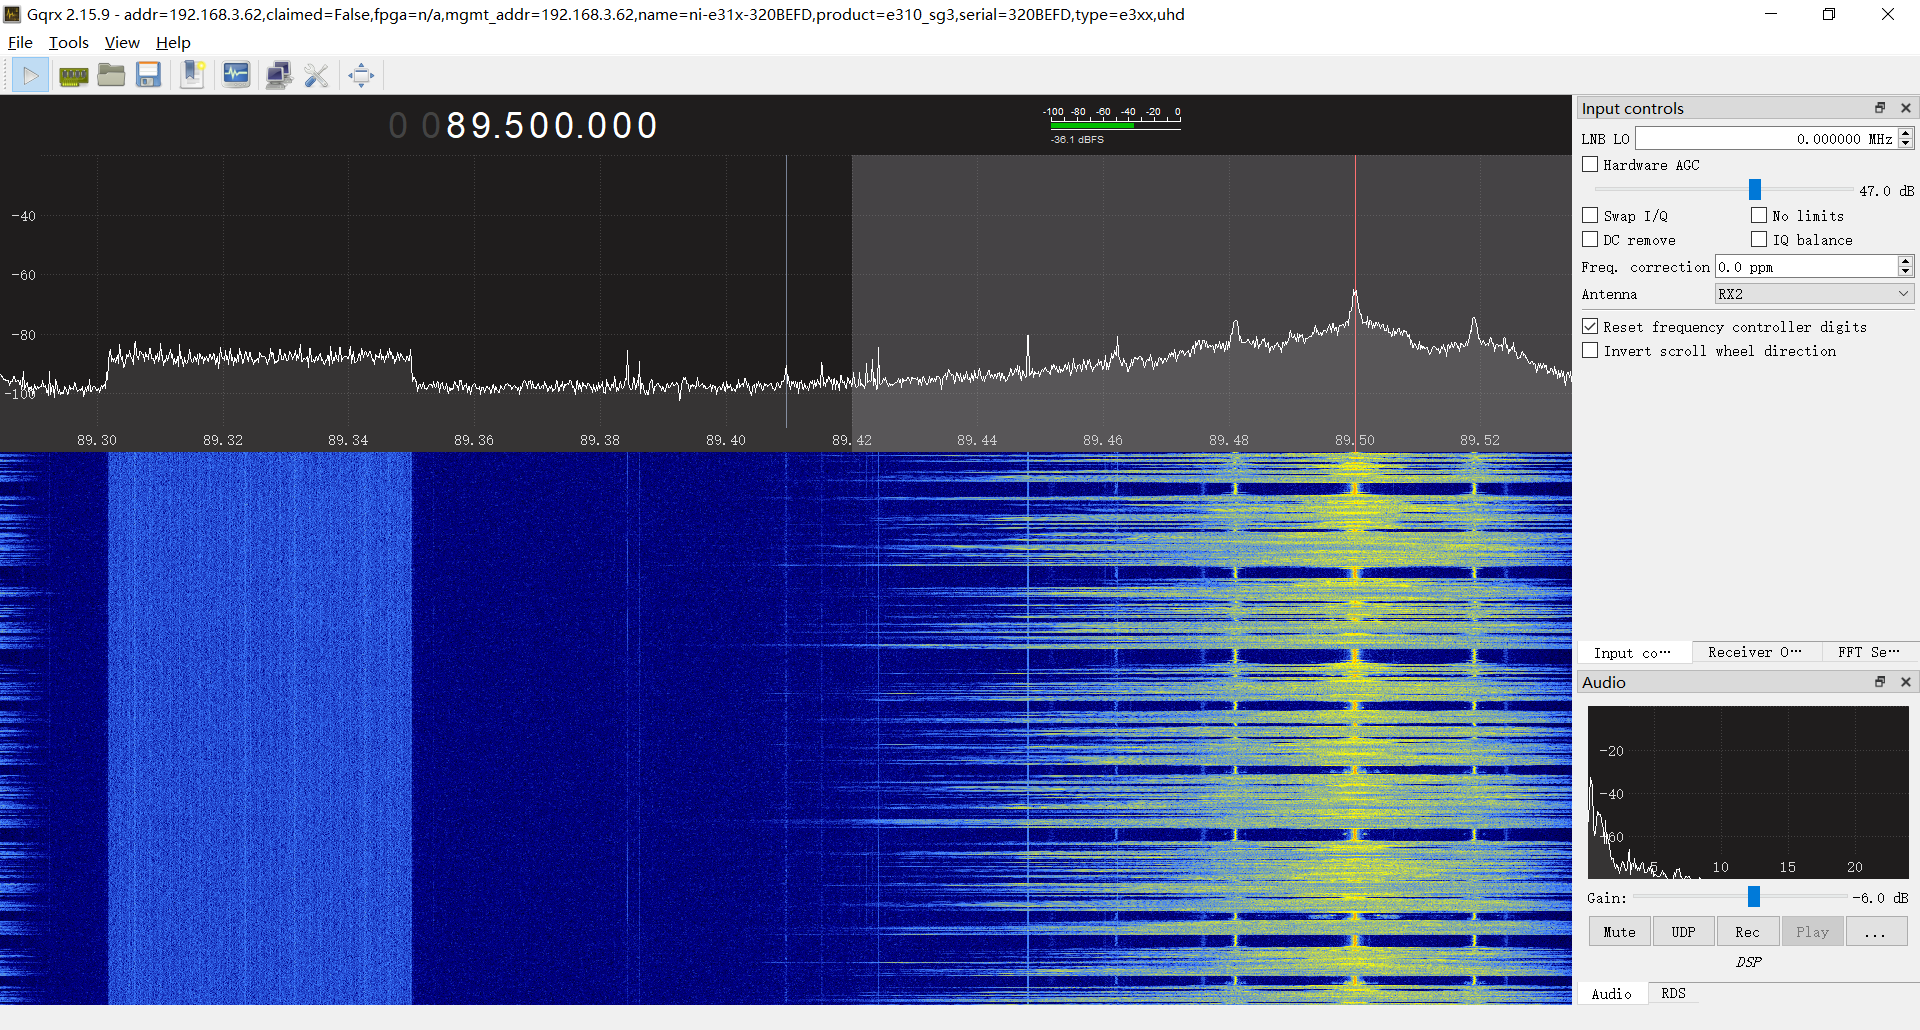 Gqrx 2.15.9 - addr=192.168.3.62,claimed=False,fpga=n/a,mgmt_addr=192.168.3.62,name=ni-e31x-320BEFD,product=e310_sg3,serial=320BEFD,type=e3xx,uhd
File Tools View Help
0 089.500.000
-100 -80 -60 -40 -20 0
-36.1 dBFS
-40
-60
-80
-100
89.30 89.32 89.34 89.36 89.38 89.40 89.42 89.44 89.46 89.48 89.50 89.52
Input controls
LNB LO 0.000000 MHz
Hardware AGC
47.0 dB
Swap I/Q No limits
DC remove IQ balance
Freq. correction 0.0 ppm
Antenna RX2
Reset frequency controller digits
Invert scroll wheel direction
Input co… Receiver O… FFT Se…
Audio
-20
-40
-60
5 10 15 20
Gain: -6.0 dB
Mute UDP Rec Play ...
DSP
Audio RDS